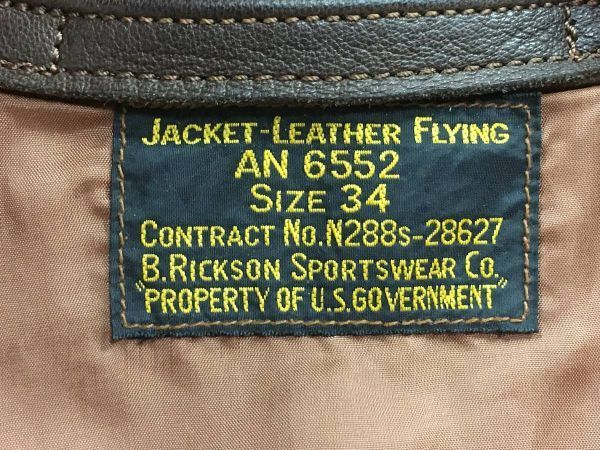 JACKET-LEATHER FLYING
AN 6552
SIZE 34
CONTRACT NO.N288S-28627
B.RICKSON SPORTSWEAR CO.
"PROPERTY OF U.S.GOVERNMENT"